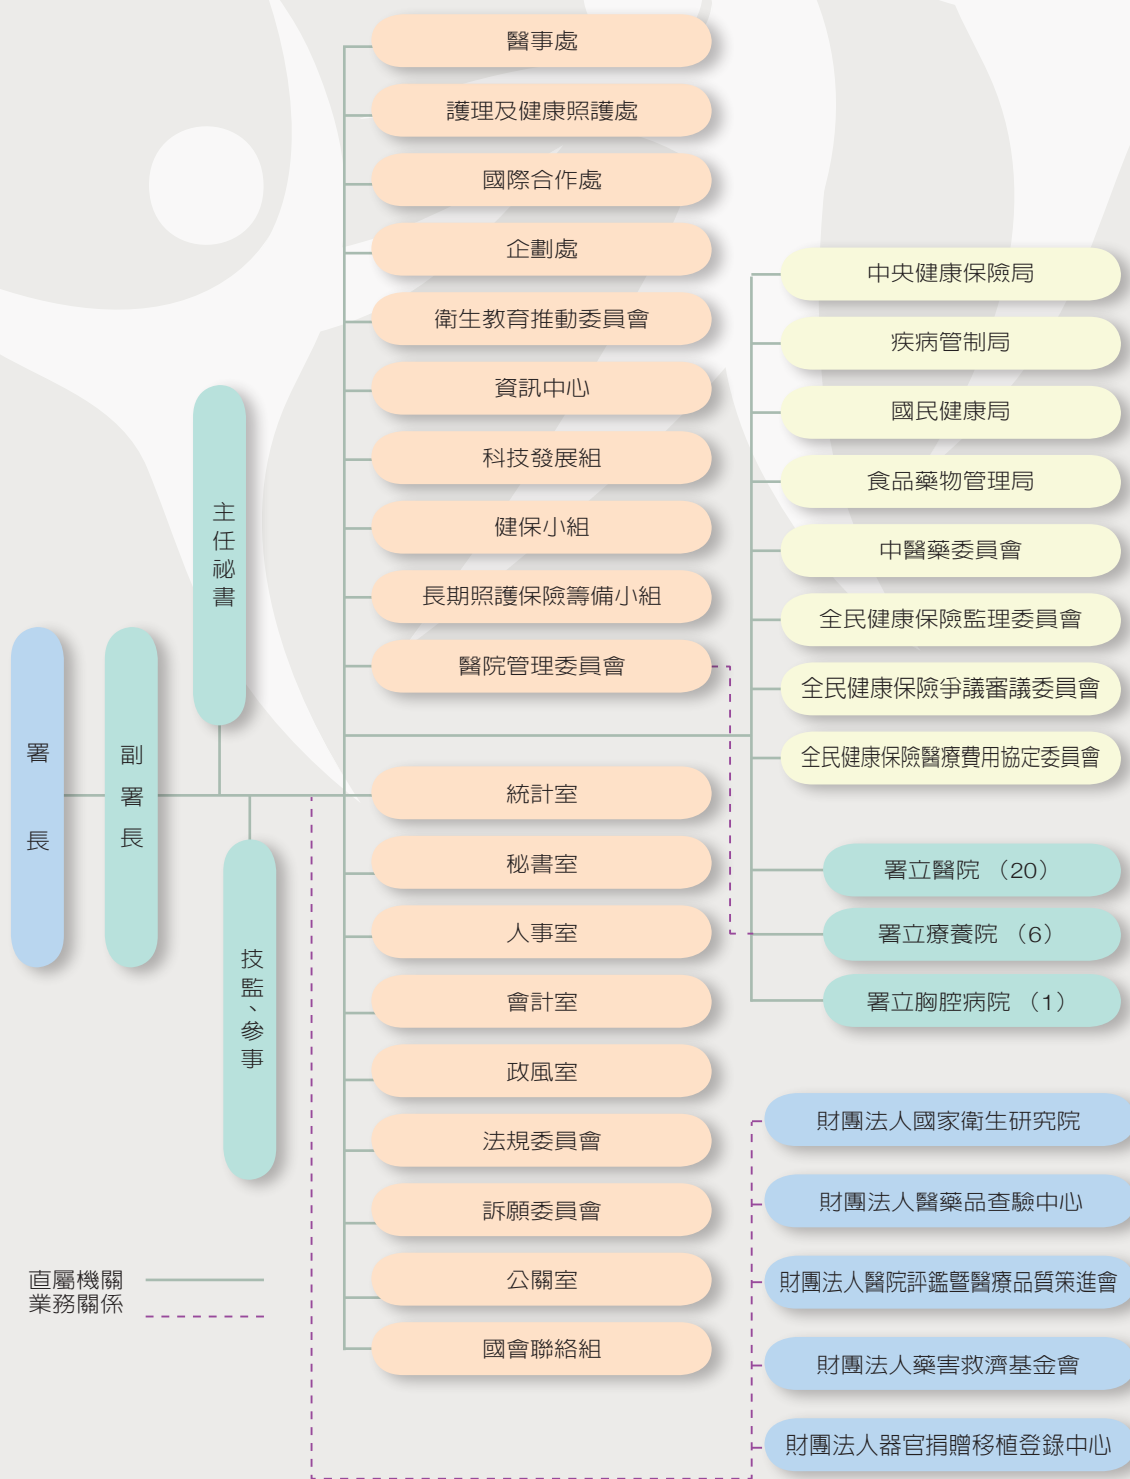 署長
副署長
主任祕書
技監、參事
醫事處
護理及健康照護處
國際合作處
企劃處
衛生教育推動委員會
資訊中心
科技發展組
健保小組
長期照護保險籌備小組
醫院管理委員會
統計室
秘書室
人事室
會計室
政風室
法規委員會
訴願委員會
公關室
國會聯絡組
中央健康保險局
疾病管制局
國民健康局
食品藥物管理局
中醫藥委員會
全民健康保險監理委員會
全民健康保險爭議審議委員會
全民健康保險醫療費用協定委員會
署立醫院（20）
署立療養院（6）
署立胸腔病院（1）
財團法人國家衛生研究院
財團法人醫藥品查驗中心
財團法人醫院評鑑暨醫療品質策進會
財團法人藥害救濟基金會
財團法人器官捐贈移植登錄中心
直屬機關
業務關係